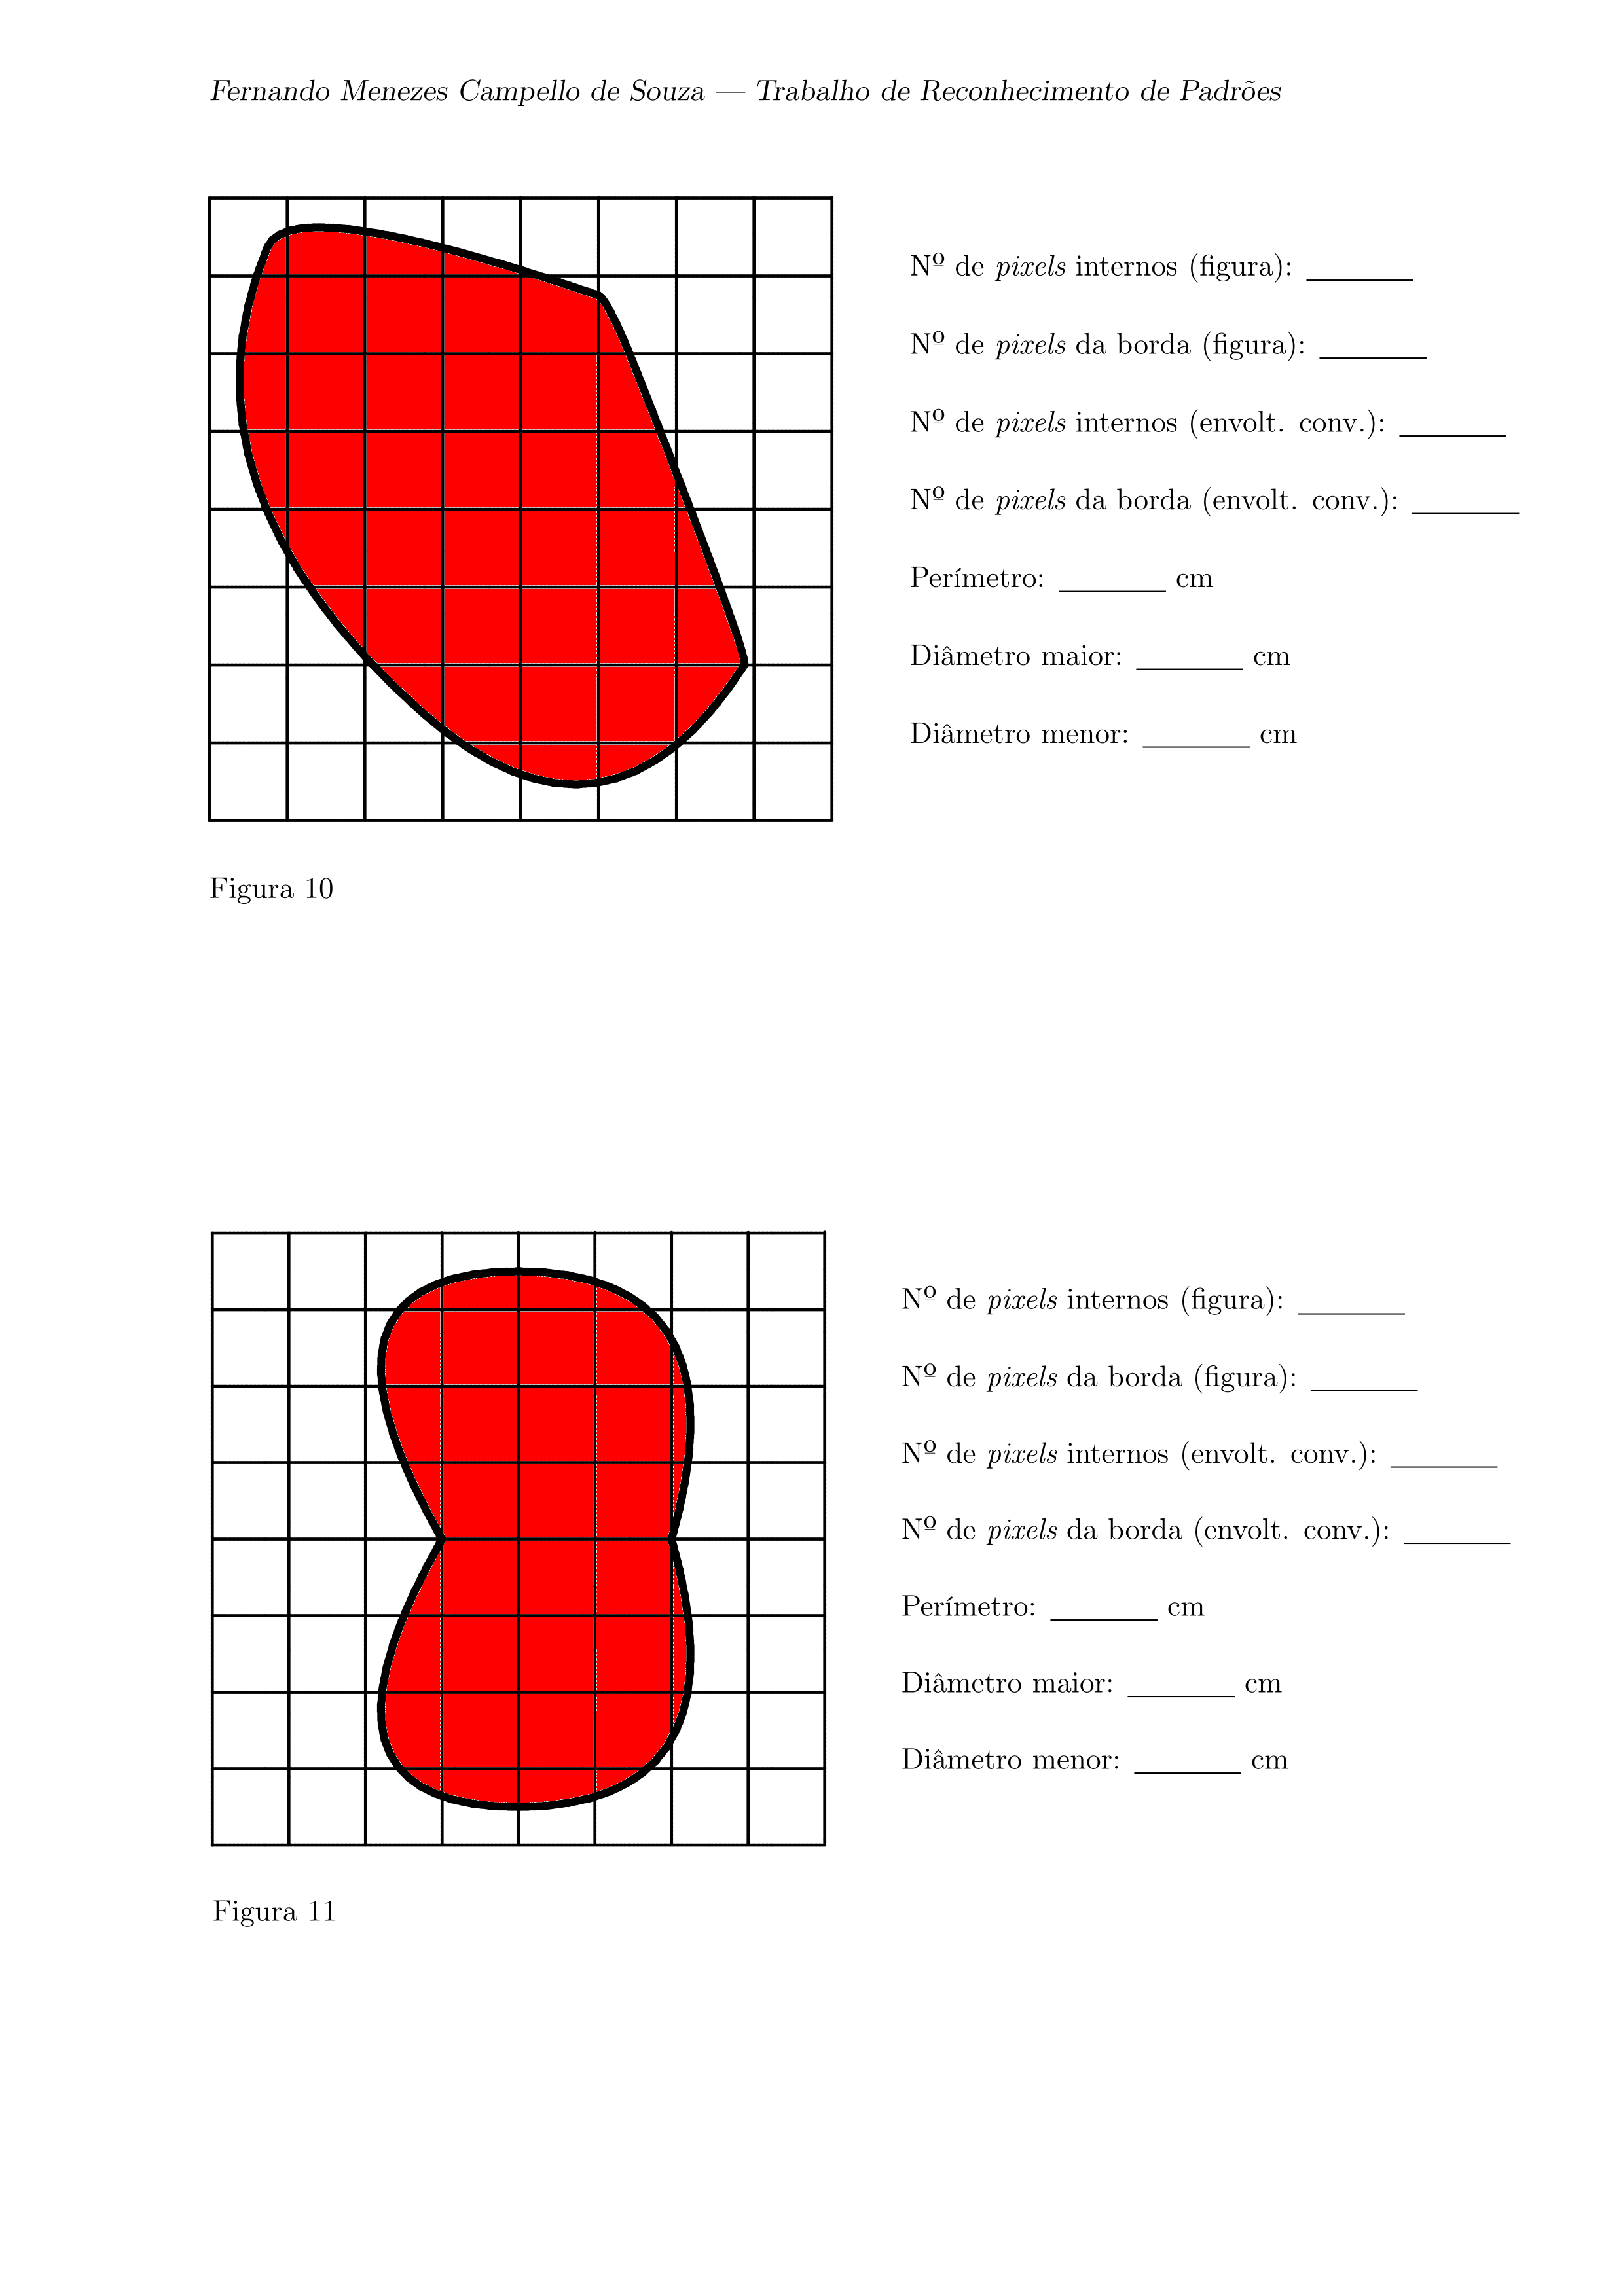 Fernando Menezes Campello de Souza — Trabalho de Reconhecimento de Padrões
Nº de pixels internos (figura): _______
Nº de pixels da borda (figura): _______
Nº de pixels internos (envolt. conv.): _______
Nº de pixels da borda (envolt. conv.): _______
Perímetro: _______ cm
Diâmetro maior: _______ cm
Diâmetro menor: _______ cm
Figura 10
Nº de pixels internos (figura): _______
Nº de pixels da borda (figura): _______
Nº de pixels internos (envolt. conv.): _______
Nº de pixels da borda (envolt. conv.): _______
Perímetro: _______ cm
Diâmetro maior: _______ cm
Diâmetro menor: _______ cm
Figura 11